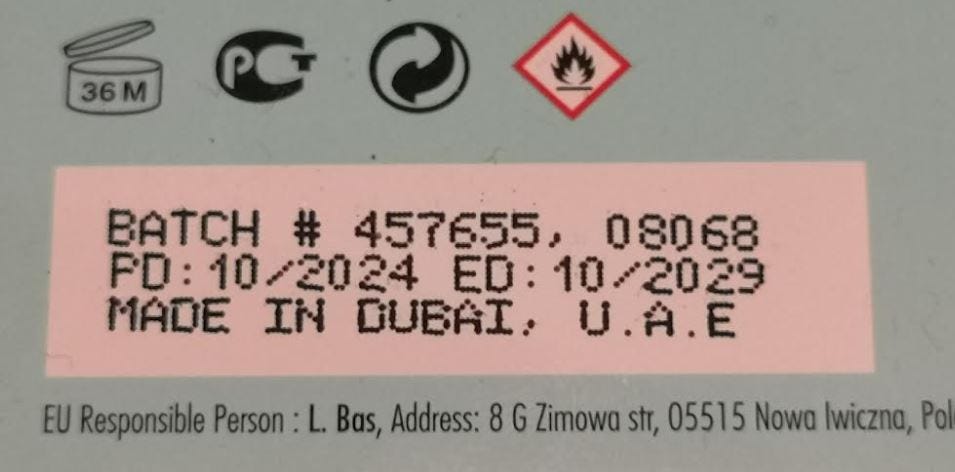 36 M
PCT
BATCH # 457655, 08068
PD: 10/2024 ED: 10/2029
MADE IN DUBAI, U.A.E
EU Responsible Person : L. Bas, Address: 8 G Zimowa str, 05515 Nowa Iwiczna,